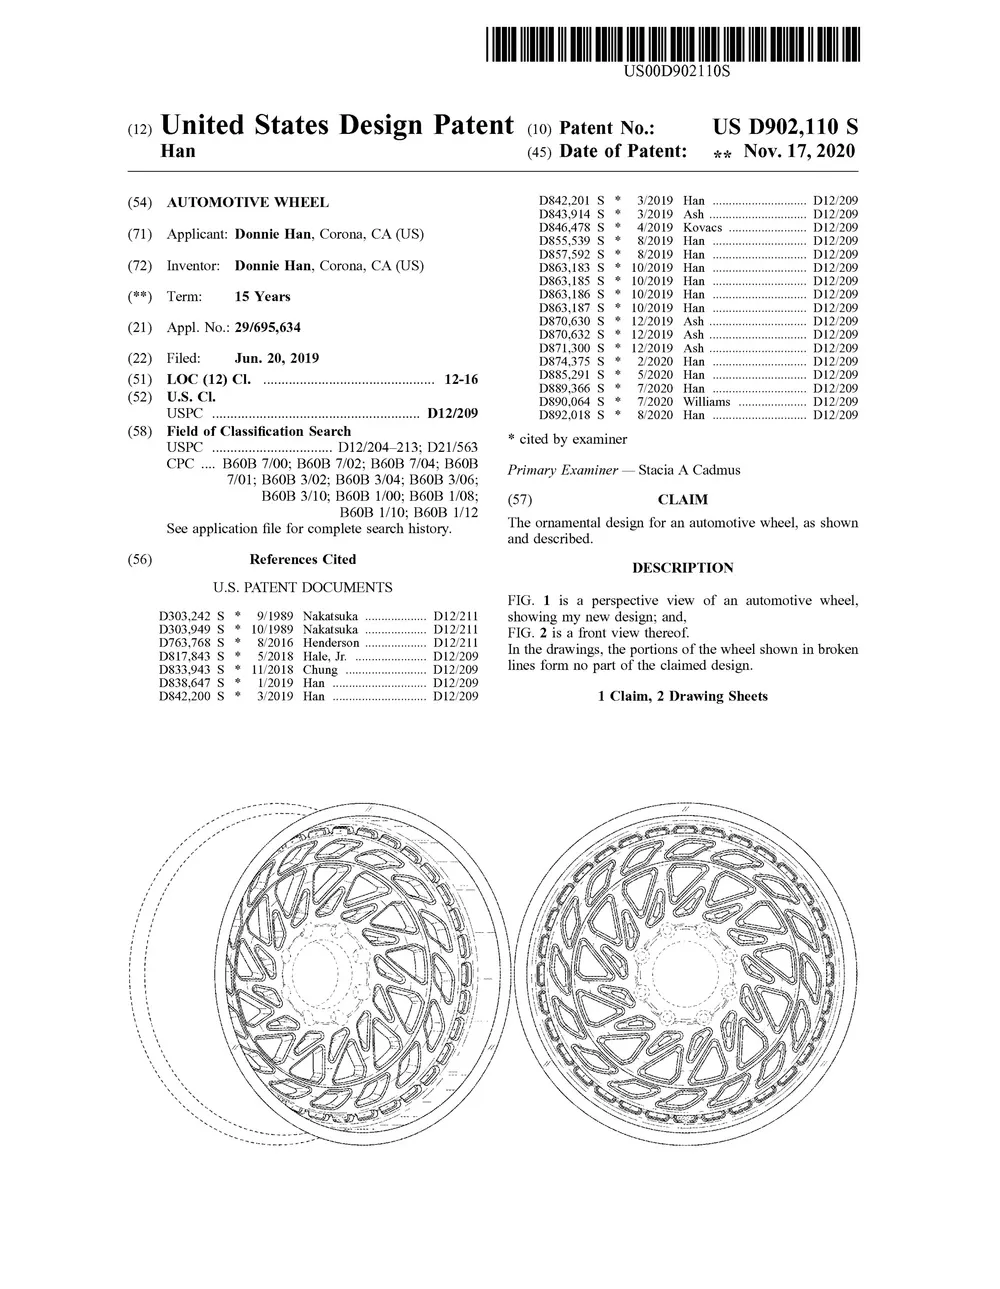 US00D902110S
(12) United States Design Patent
Han
(10) Patent No.: US D902,110 S
(45) Date of Patent: ** Nov. 17, 2020
(54) AUTOMOTIVE WHEEL
(71) Applicant: Donnie Han, Corona, CA (US)
(72) Inventor: Donnie Han, Corona, CA (US)
(**) Term: 15 Years
(21) Appl. No.: 29/695,634
(22) Filed: Jun. 20, 2019
(51) LOC (12) Cl. .............................................. 12-16
(52) U.S. Cl.
USPC ........................................................ D12/209
(58) Field of Classification Search
USPC ................................. D12/204–213; D21/563
CPC .... B60B 7/00; B60B 7/02; B60B 7/04; B60B
7/01; B60B 3/02; B60B 3/04; B60B 3/06;
B60B 3/10; B60B 1/00; B60B 1/08;
B60B 1/10; B60B 1/12
See application file for complete search history.
(56) References Cited
U.S. PATENT DOCUMENTS
D303,242 S * 9/1989 Nakatsuka ................... D12/211
D303,949 S * 10/1989 Nakatsuka ................... D12/211
D763,768 S * 8/2016 Henderson ................... D12/211
D817,843 S * 5/2018 Hale, Jr. ...................... D12/209
D833,943 S * 11/2018 Chung ......................... D12/209
D838,647 S * 1/2019 Han ............................. D12/209
D842,200 S * 3/2019 Han ............................. D12/209
D842,201 S * 3/2019 Han ............................. D12/209
D843,914 S * 3/2019 Ash .............................. D12/209
D846,478 S * 4/2019 Kovacs ........................ D12/209
D855,539 S * 8/2019 Han ............................. D12/209
D857,592 S * 8/2019 Han ............................. D12/209
D863,183 S * 10/2019 Han ............................. D12/209
D863,185 S * 10/2019 Han ............................. D12/209
D863,186 S * 10/2019 Han ............................. D12/209
D863,187 S * 10/2019 Han ............................. D12/209
D870,630 S * 12/2019 Ash .............................. D12/209
D870,632 S * 12/2019 Ash .............................. D12/209
D871,300 S * 12/2019 Ash .............................. D12/209
D874,375 S * 2/2020 Han ............................. D12/209
D885,291 S * 5/2020 Han ............................. D12/209
D889,366 S * 7/2020 Han ............................. D12/209
D890,064 S * 7/2020 Williams ..................... D12/209
D892,018 S * 8/2020 Han ............................. D12/209
* cited by examiner
Primary Examiner — Stacia A Cadmus
(57) CLAIM
The ornamental design for an automotive wheel, as shown
and described.
DESCRIPTION
FIG. 1 is a perspective view of an automotive wheel,
showing my new design; and,
FIG. 2 is a front view thereof.
In the drawings, the portions of the wheel shown in broken
lines form no part of the claimed design.
1 Claim, 2 Drawing Sheets